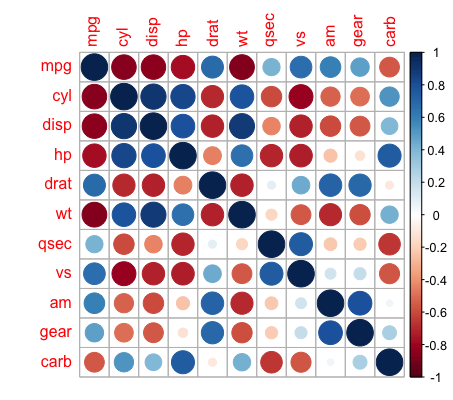 mpg cyl disp hp drat wt qsec vs am gear carb
mpg
cyl
disp
hp
drat
wt
qsec
vs
am
gear
carb
1
0.8
0.6
0.4
0.2
0
-0.2
-0.4
-0.6
-0.8
-1